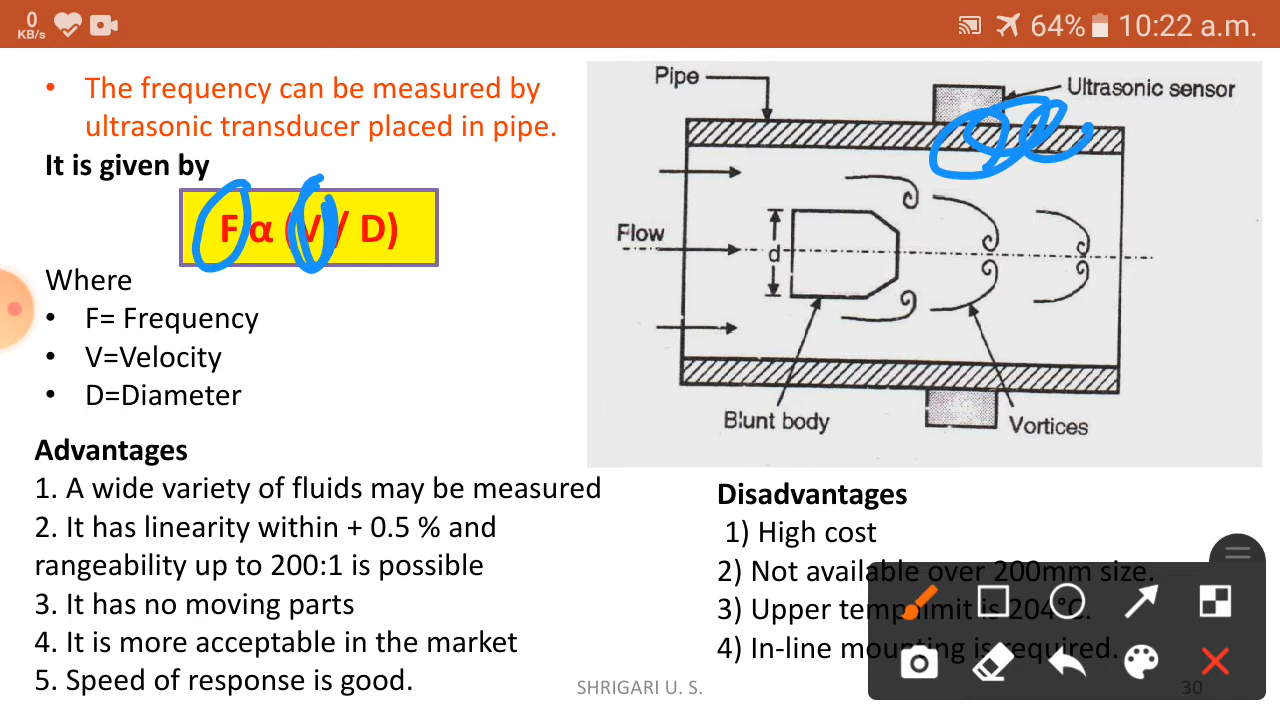 0
KB/s
64%
10:22 a.m.
• The frequency can be measured by
ultrasonic transducer placed in pipe.
It is given by
F α (V / D)
Where
• F= Frequency
• V=Velocity
• D=Diameter
Advantages
1. A wide variety of fluids may be measured
2. It has linearity within + 0.5 % and
rangeability up to 200:1 is possible
3. It has no moving parts
4. It is more acceptable in the market
5. Speed of response is good.
Pipe
Ultrasonic sensor
Flow
d
Blunt body
Vortices
Disadvantages
1) High cost
2) Not available over 200mm size.
3) Upper temp limit is 204°C.
4) In-line mounting is required.
SHRIGARI U. S.
30